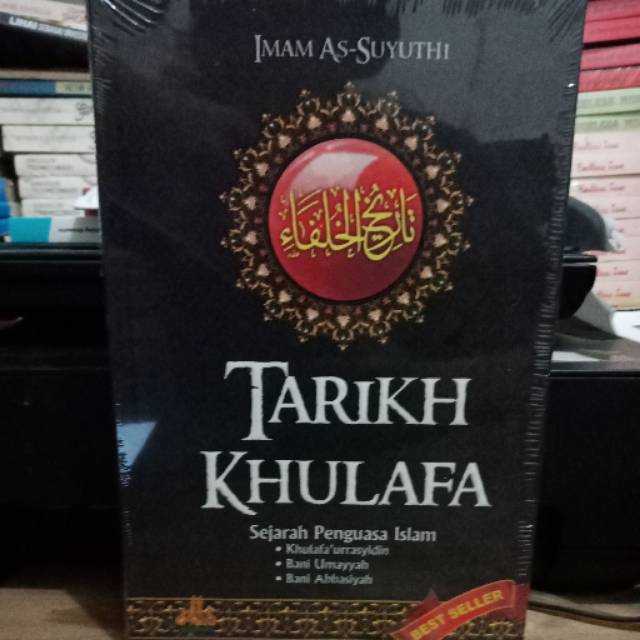 IMAM AS-SUYUTHI
تاريخ الخلفاء
TARIKH
KHULAFA
Sejarah Penguasa Islam
• Khulafa'urrasyidin
• Bani Umayyah
• Bani Abbasiyah
BEST SELLER